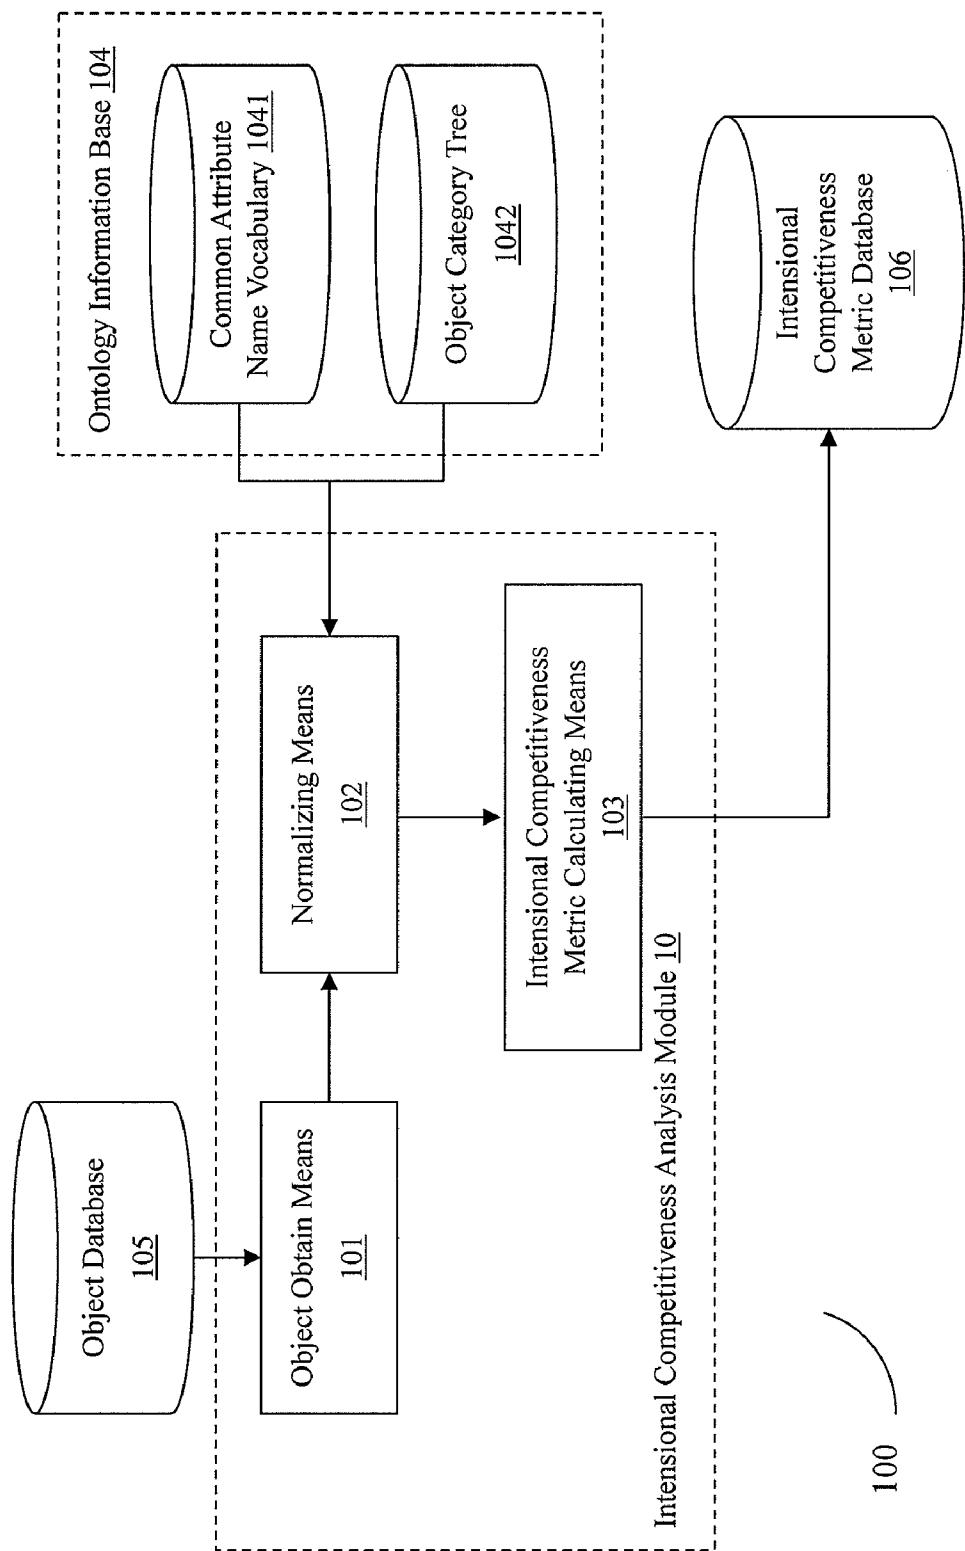 Object Database
105
Object Obtain Means
101
Normalizing Means
102
Intensional Competitiveness
Metric Calculating Means
103
Intensional Competitiveness Analysis Module 10
Ontology Information Base 104
Common Attribute
Name Vocabulary 1041
Object Category Tree
1042
Intensional
Competitiveness
Metric Database
106
100